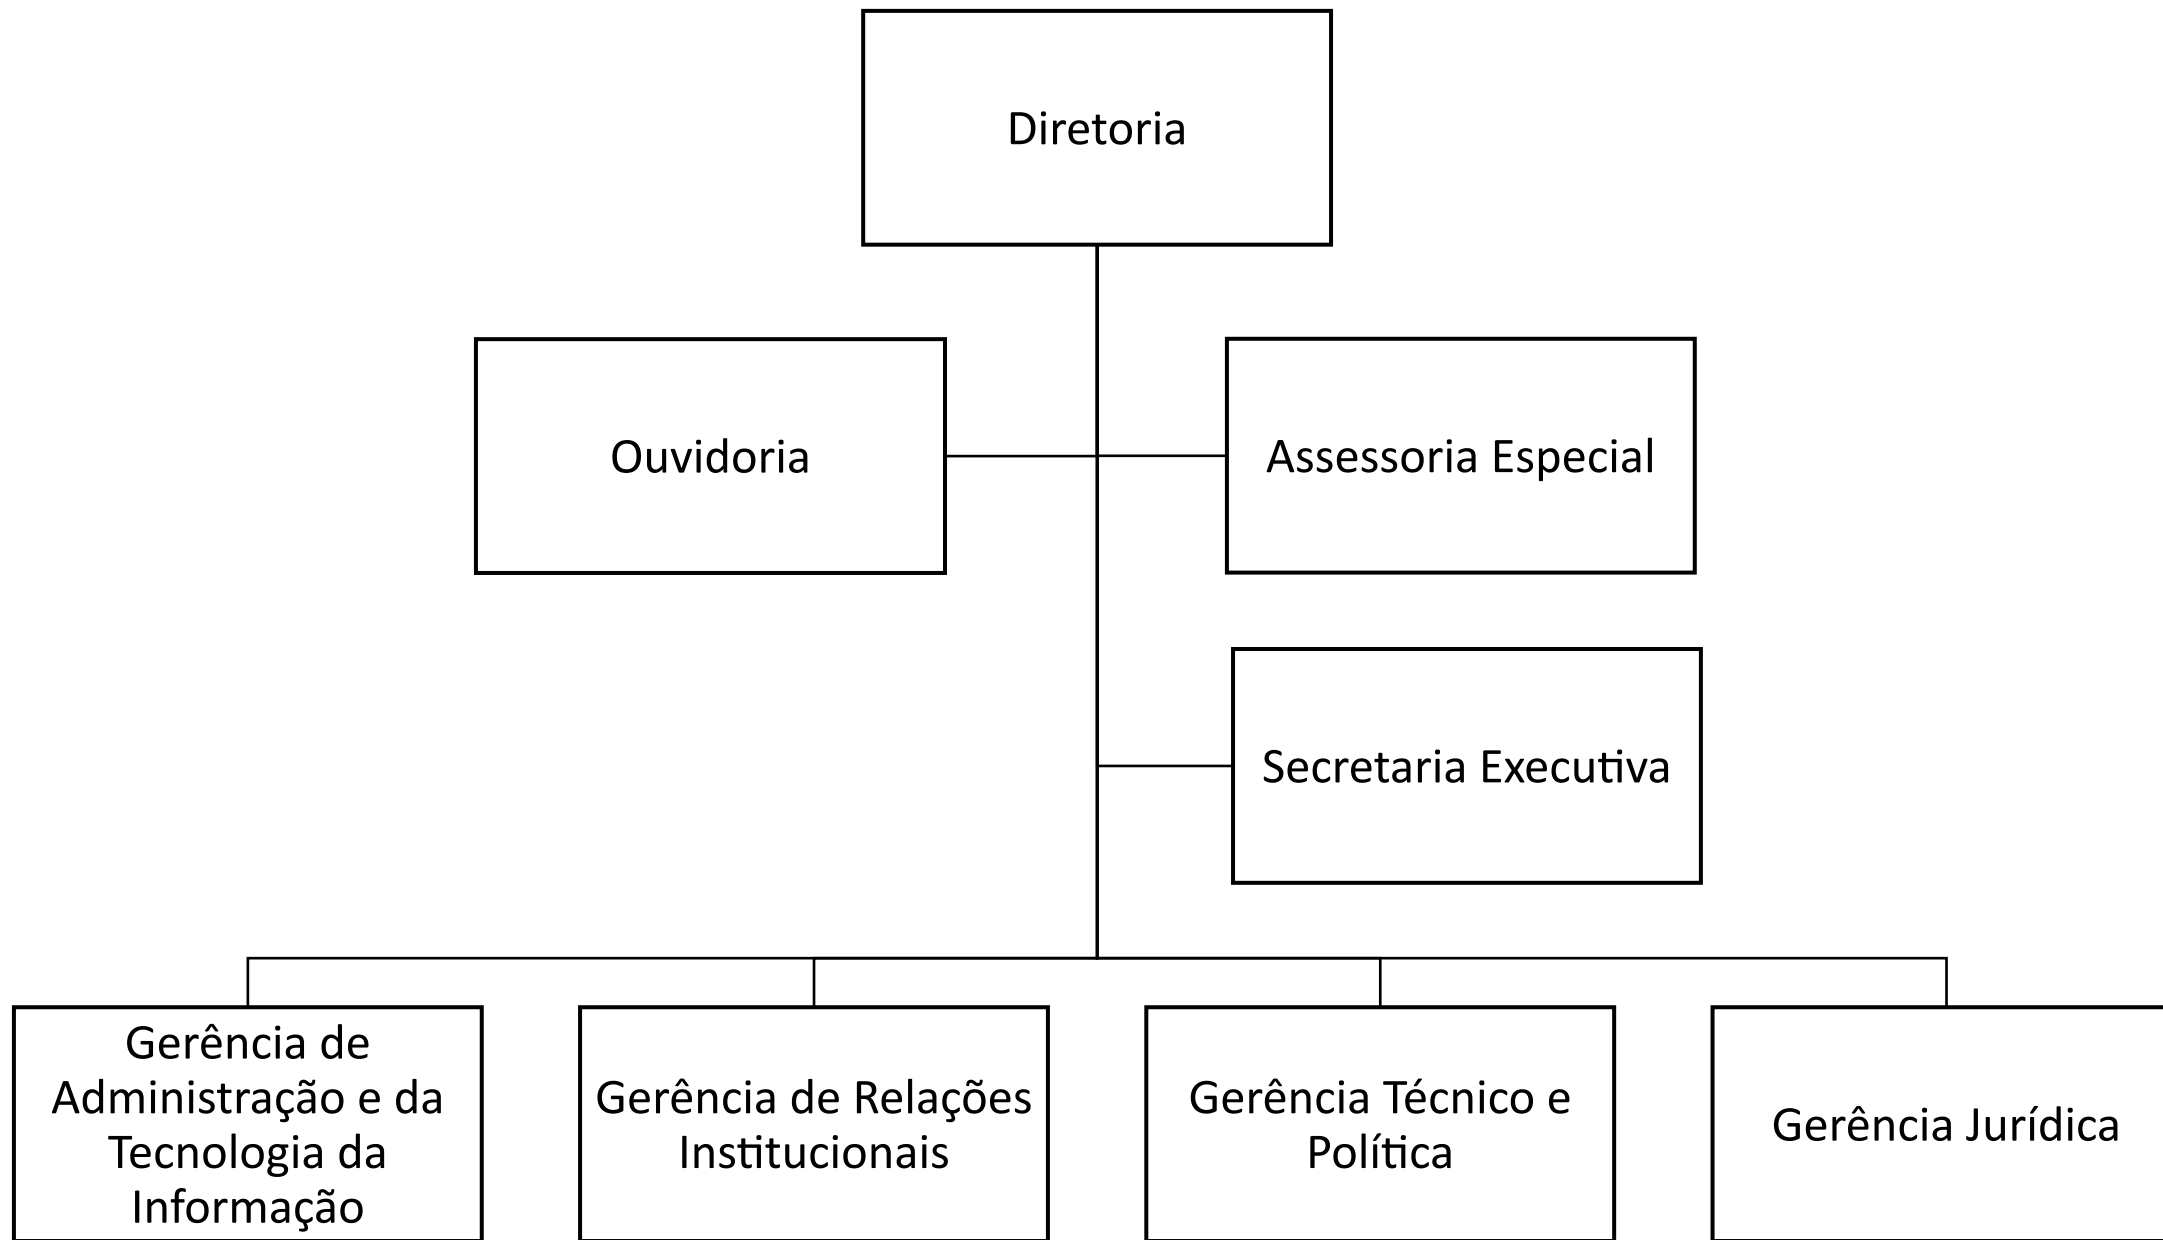 Diretoria
Ouvidoria
Assessoria Especial
Secretaria Executiva
Gerência de
Administração e da
Tecnologia da
Informação
Gerência de Relações
Institucionais
Gerência Técnico e
Política
Gerência Jurídica